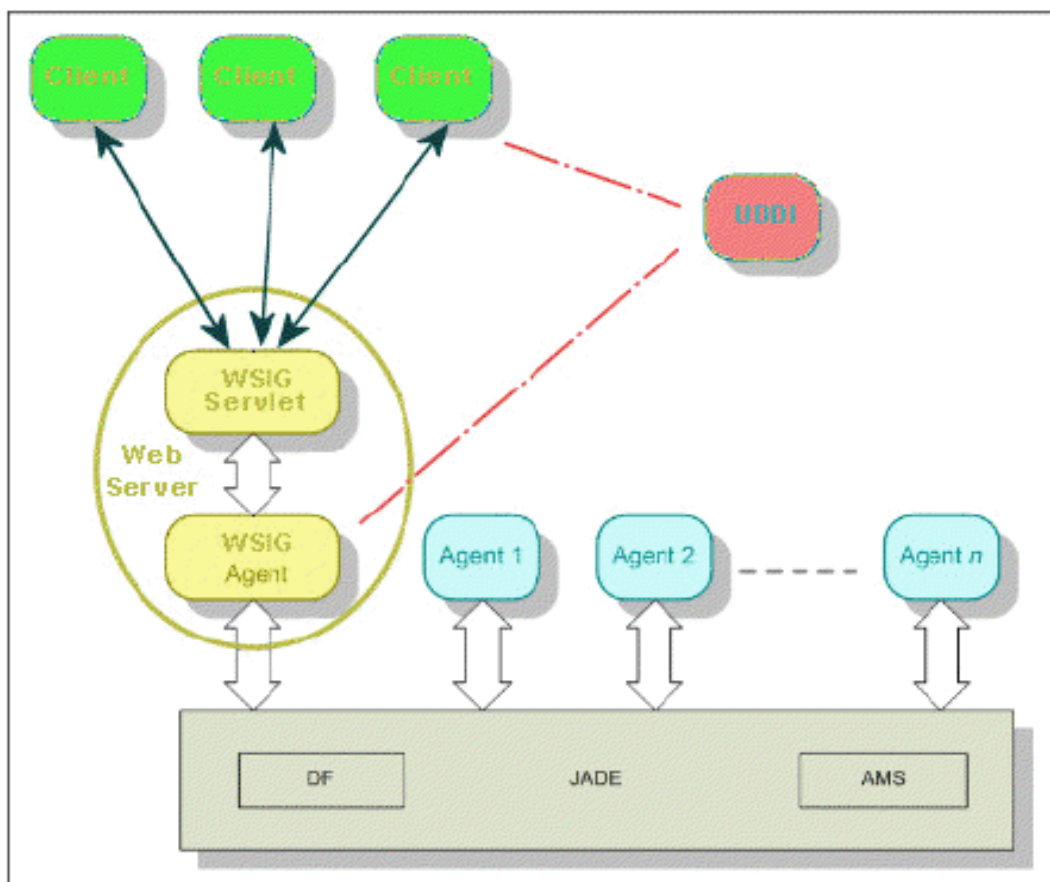 Client
Client
Client
UDDI
WSIG
Servlet
Web
Server
WSIG
Agent
Agent 1
Agent 2
Agent n
DF
JADE
AMS